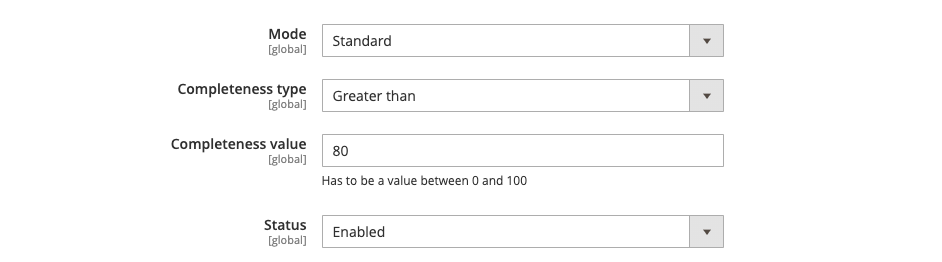 Mode
[global]
Standard
Completeness type
[global]
Greater than
Completeness value
[global]
80
Has to be a value between 0 and 100
Status
[global]
Enabled